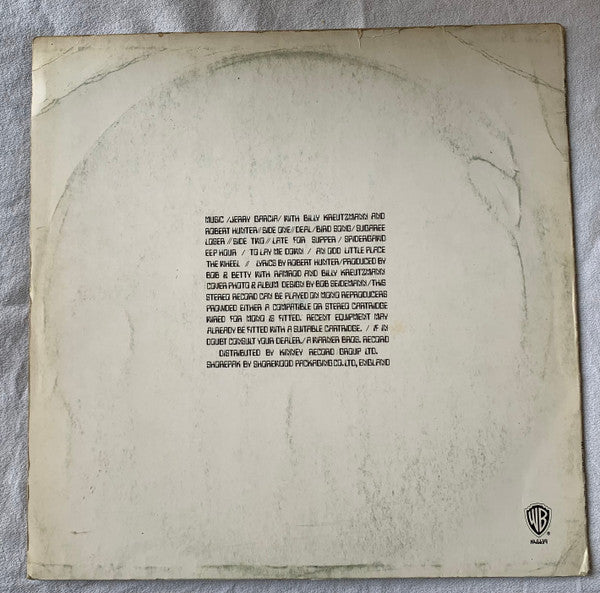 MUSIC /JERRY GARCIA/ WITH BILLY KREUTZMANN AND
ROBERT HUNTER//SIDE ONE//DEAL/BIRD SONG/SUGAREE
LOSER //SIDE TWO// LATE FOR SUPPER / SPIDERGAWD
EEP HOUR / TO LAY ME DOWN / AN ODD LITTLE PLACE
THE WHEEL // LYRICS BY ROBERT HUNTER/PRODUCED BY
BOB & BETTY WITH RAMROD AND BILLY KREUTZMANN
COVER PHOTO & ALBUM DESIGN BY BOB SEIDEMANN/THIS
STEREO RECORD CAN BE PLAYED ON MONO REPRODUCERS
PROVIDED EITHER A COMPATIBLE OR STEREO CARTRIDGE
WIRED FOR MONO IS FITTED. RECENT EQUIPMENT MAY
ALREADY BE FITTED WITH A SUITABLE CARTRIDGE. / IF IN
DOUBT CONSULT YOUR DEALER./A WARNER BROS. RECORD
DISTRIBUTED BY KINNEY RECORD GROUP LTD.
SHOREPAK BY SHOREWOOD PACKAGING CO.LTD, ENGLAND
WB
®